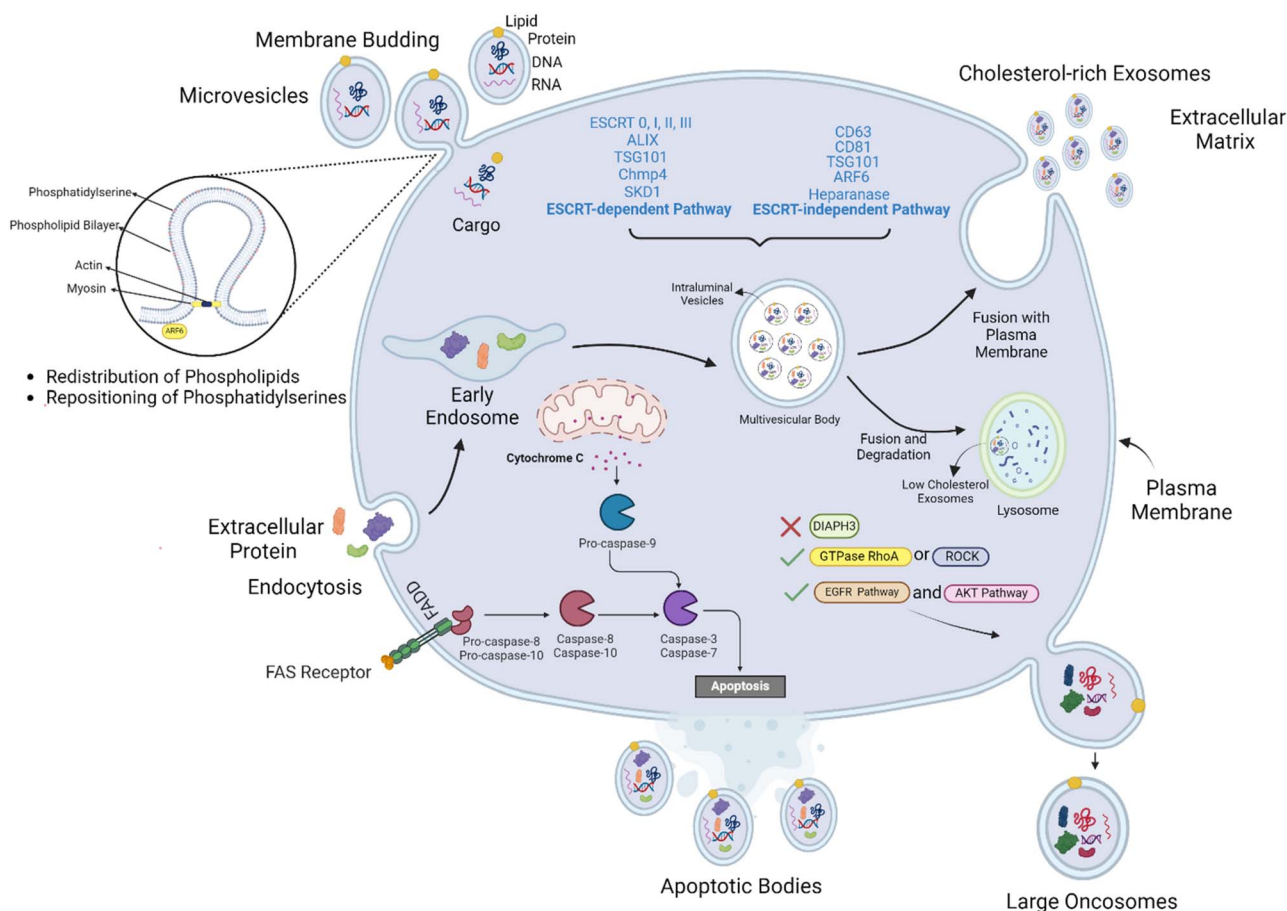 Membrane Budding
Microvesicles
Lipid
Protein
DNA
RNA
Cholesterol-rich Exosomes
Extracellular
Matrix
ESCRT 0, I, II, III
ALIX
TSG101
Chmp4
SKD1
ESCRT-dependent Pathway
CD63
CD81
TSG101
ARF6
Heparanase
ESCRT-independent Pathway
Cargo
Phosphatidylserine
Phospholipid Bilayer
Actin
Myosin
ARF6
• Redistribution of Phospholipids
• Repositioning of Phosphatidylserines
Intraluminal
Vesicles
Multivesicular Body
Fusion with
Plasma
Membrane
Early
Endosome
Fusion and
Degradation
Low Cholesterol
Exosomes
Lysosome
Plasma
Membrane
Cytochrome C
Pro-caspase-9
Extracellular
Protein
Endocytosis
DIAPH3
GTPase RhoA or ROCK
EGFR Pathway and AKT Pathway
FADD
FAS Receptor
Pro-caspase-8
Pro-caspase-10
Caspase-8
Caspase-10
Caspase-3
Caspase-7
Apoptosis
Apoptotic Bodies
Large Oncosomes